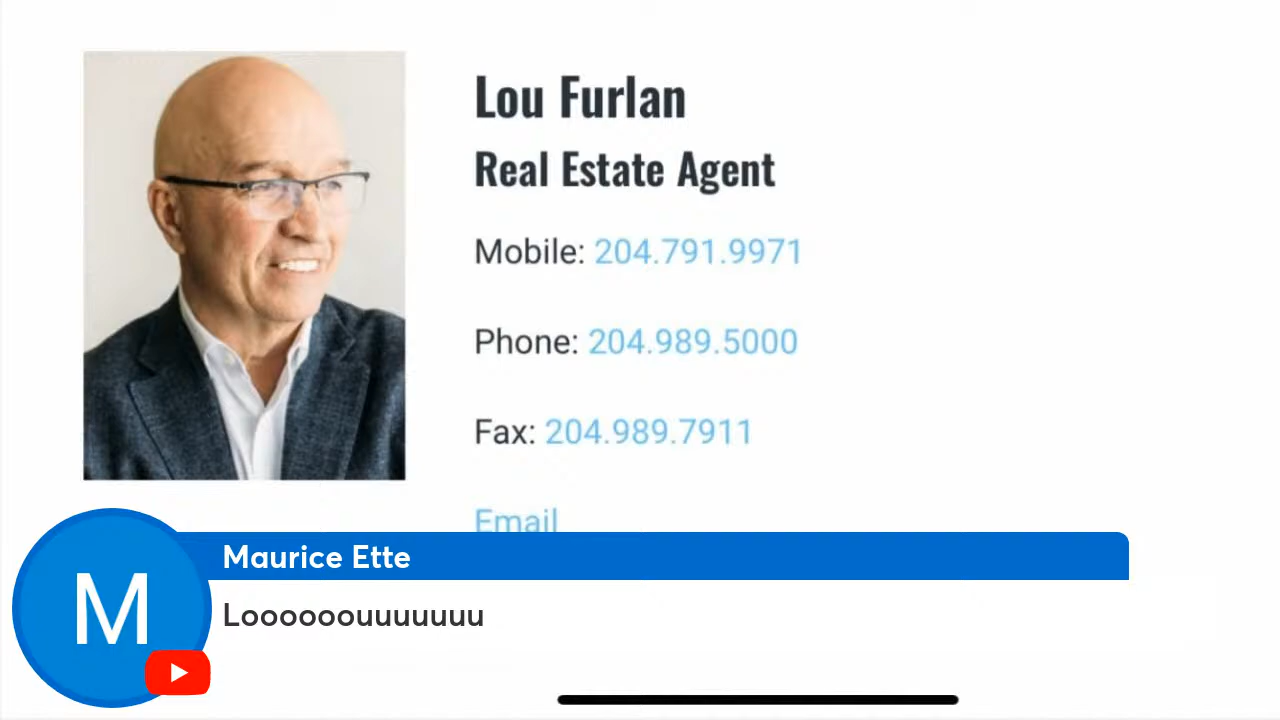 Lou Furlan
Real Estate Agent
Mobile: 204.791.9971
Phone: 204.989.5000
Fax: 204.989.7911
Email
M
Maurice Ette
Loooooouuuuuuu